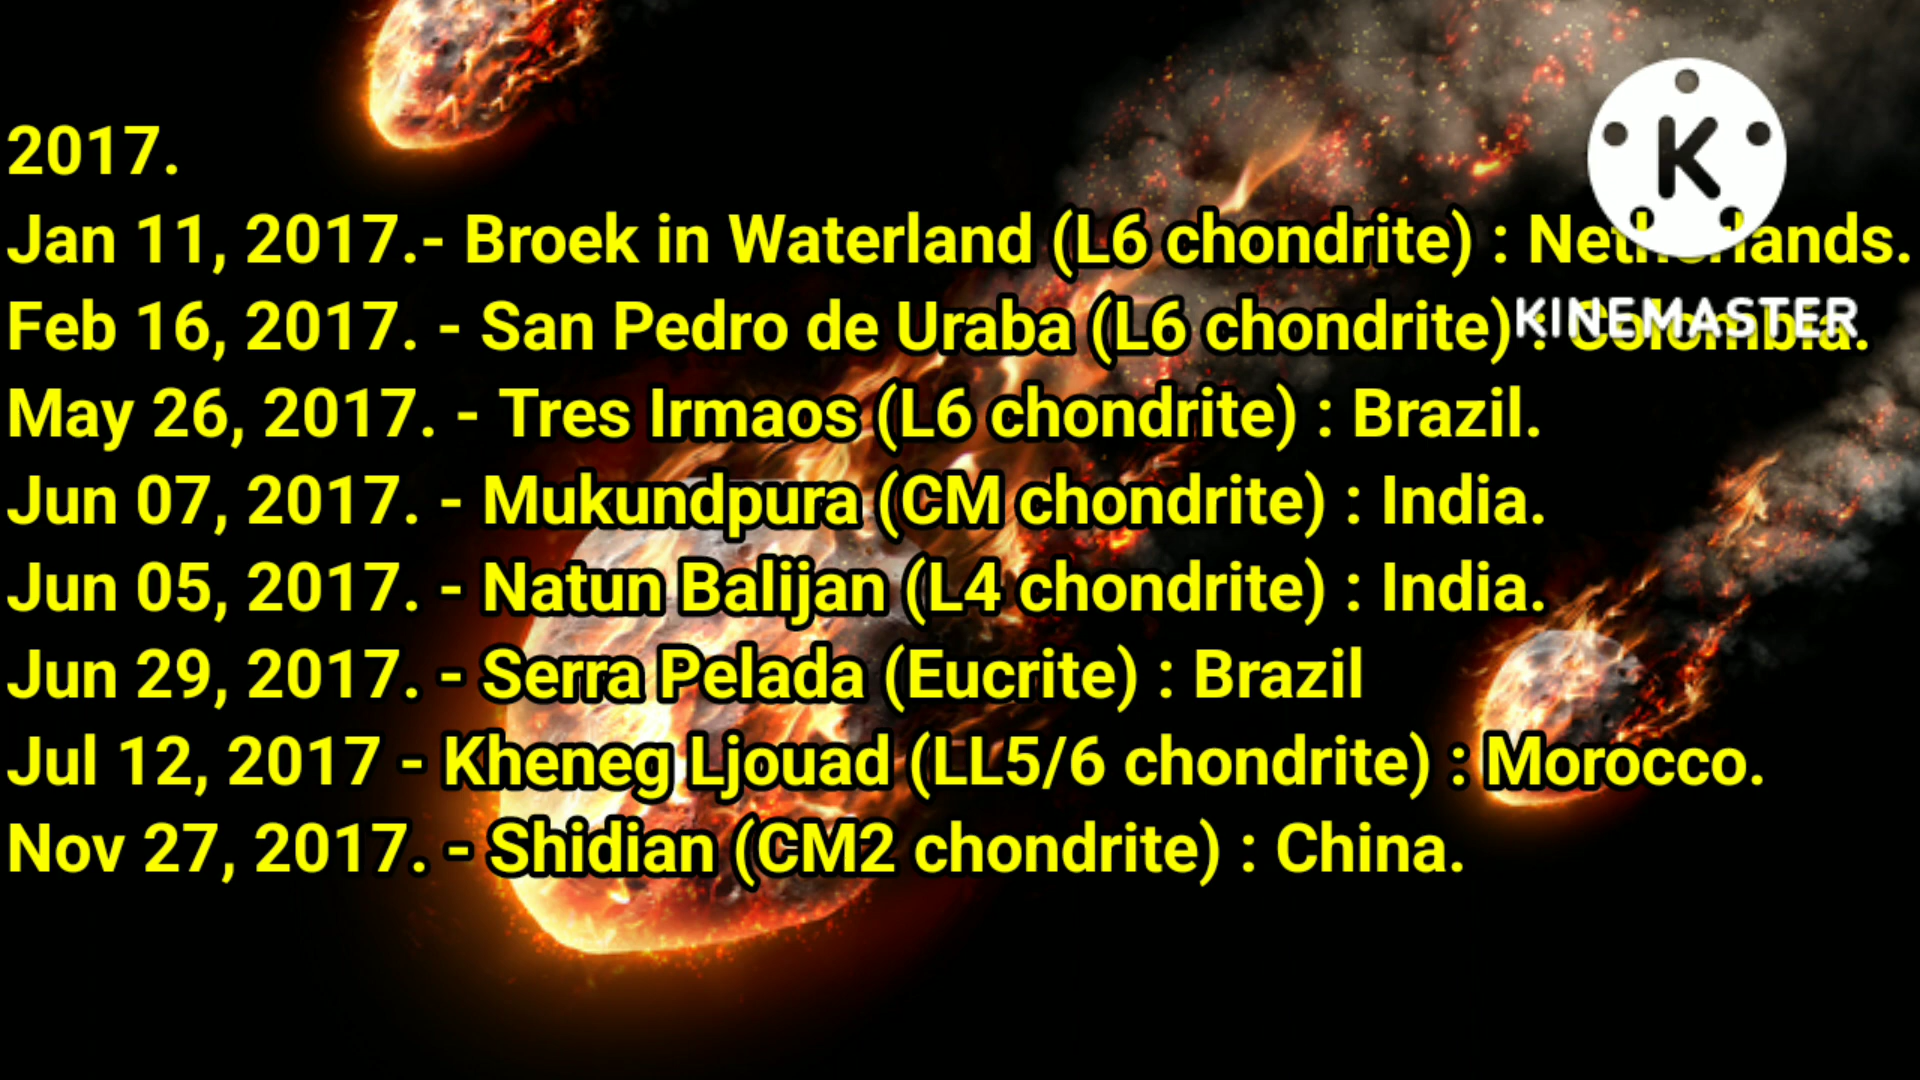 2017.
Jan 11, 2017.- Broek in Waterland (L6 chondrite) : Netherlands.
Feb 16, 2017. - San Pedro de Uraba (L6 chondrite) : Colombia.
May 26, 2017. - Tres Irmaos (L6 chondrite) : Brazil.
Jun 07, 2017. - Mukundpura (CM chondrite) : India.
Jun 05, 2017. - Natun Balijan (L4 chondrite) : India.
Jun 29, 2017. - Serra Pelada (Eucrite) : Brazil
Jul 12, 2017 - Kheneg Ljouad (LL5/6 chondrite) : Morocco.
Nov 27, 2017. - Shidian (CM2 chondrite) : China.
K
KINEMASTER